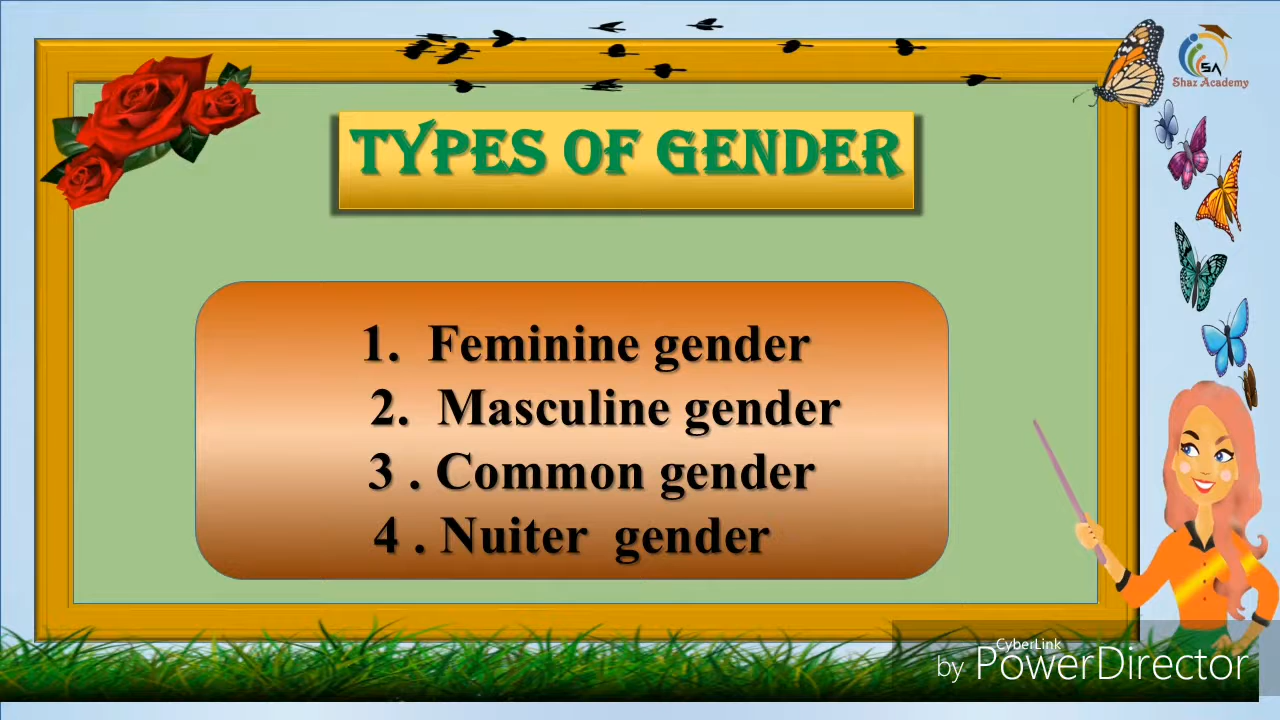 SA
Shaz Academy
TYPES OF GENDER
1. Feminine gender
2. Masculine gender
3 . Common gender
4 . Nuiter gender
CyberLink
by PowerDirector